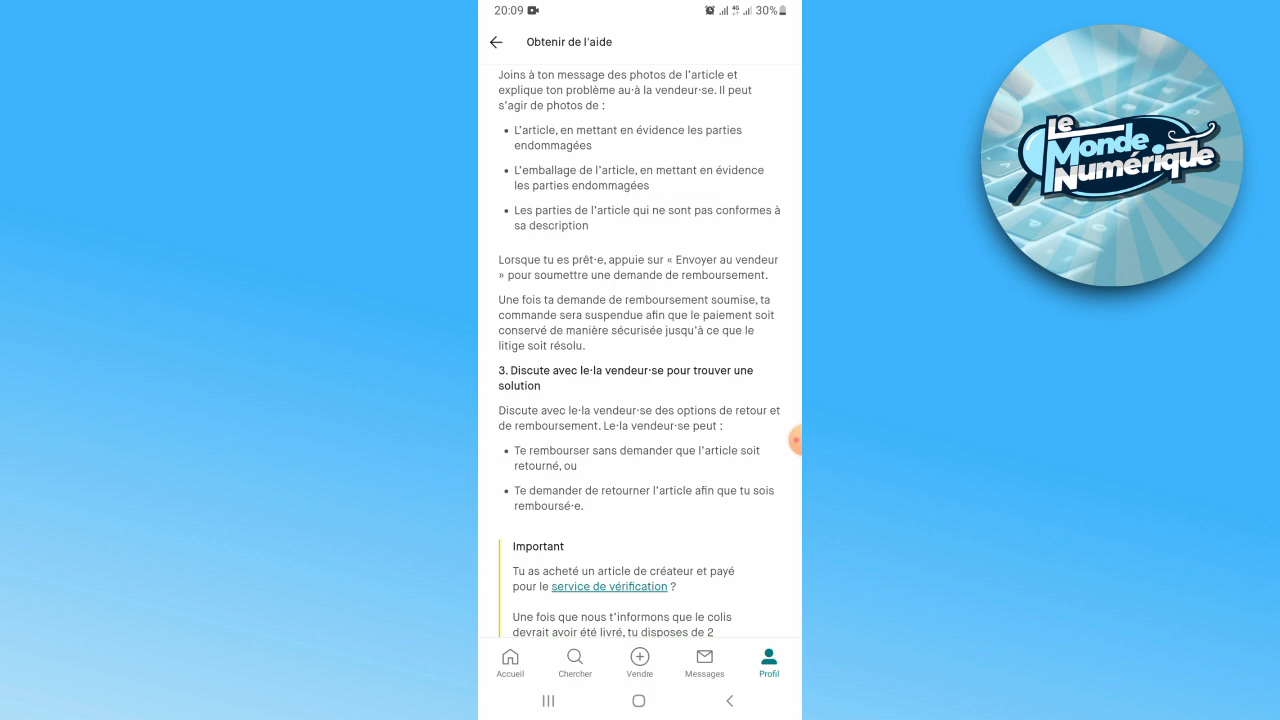 20:09
4G
30%
Obtenir de l'aide
Joins à ton message des photos de l'article et
explique ton problème au·à la vendeur·se. Il peut
s'agir de photos de :
• L'article, en mettant en évidence les parties
endommagées
• L'emballage de l'article, en mettant en évidence
les parties endommagées
• Les parties de l'article qui ne sont pas conformes à
sa description
Lorsque tu es prêt·e, appuie sur « Envoyer au vendeur
» pour soumettre une demande de remboursement.
Une fois ta demande de remboursement soumise, ta
commande sera suspendue afin que le paiement soit
conservé de manière sécurisée jusqu'à ce que le
litige soit résolu.
3. Discute avec le·la vendeur·se pour trouver une
solution
Discute avec le·la vendeur·se des options de retour et
de remboursement. Le·la vendeur·se peut :
• Te rembourser sans demander que l'article soit
retourné, ou
• Te demander de retourner l'article afin que tu sois
remboursé·e.
Important
Tu as acheté un article de créateur et payé
pour le service de vérification ?
Une fois que nous t'informons que le colis
devrait avoir été livré, tu disposes de 2
Accueil
Chercher
Vendre
Messages
Profil
Le
Monde
Numérique